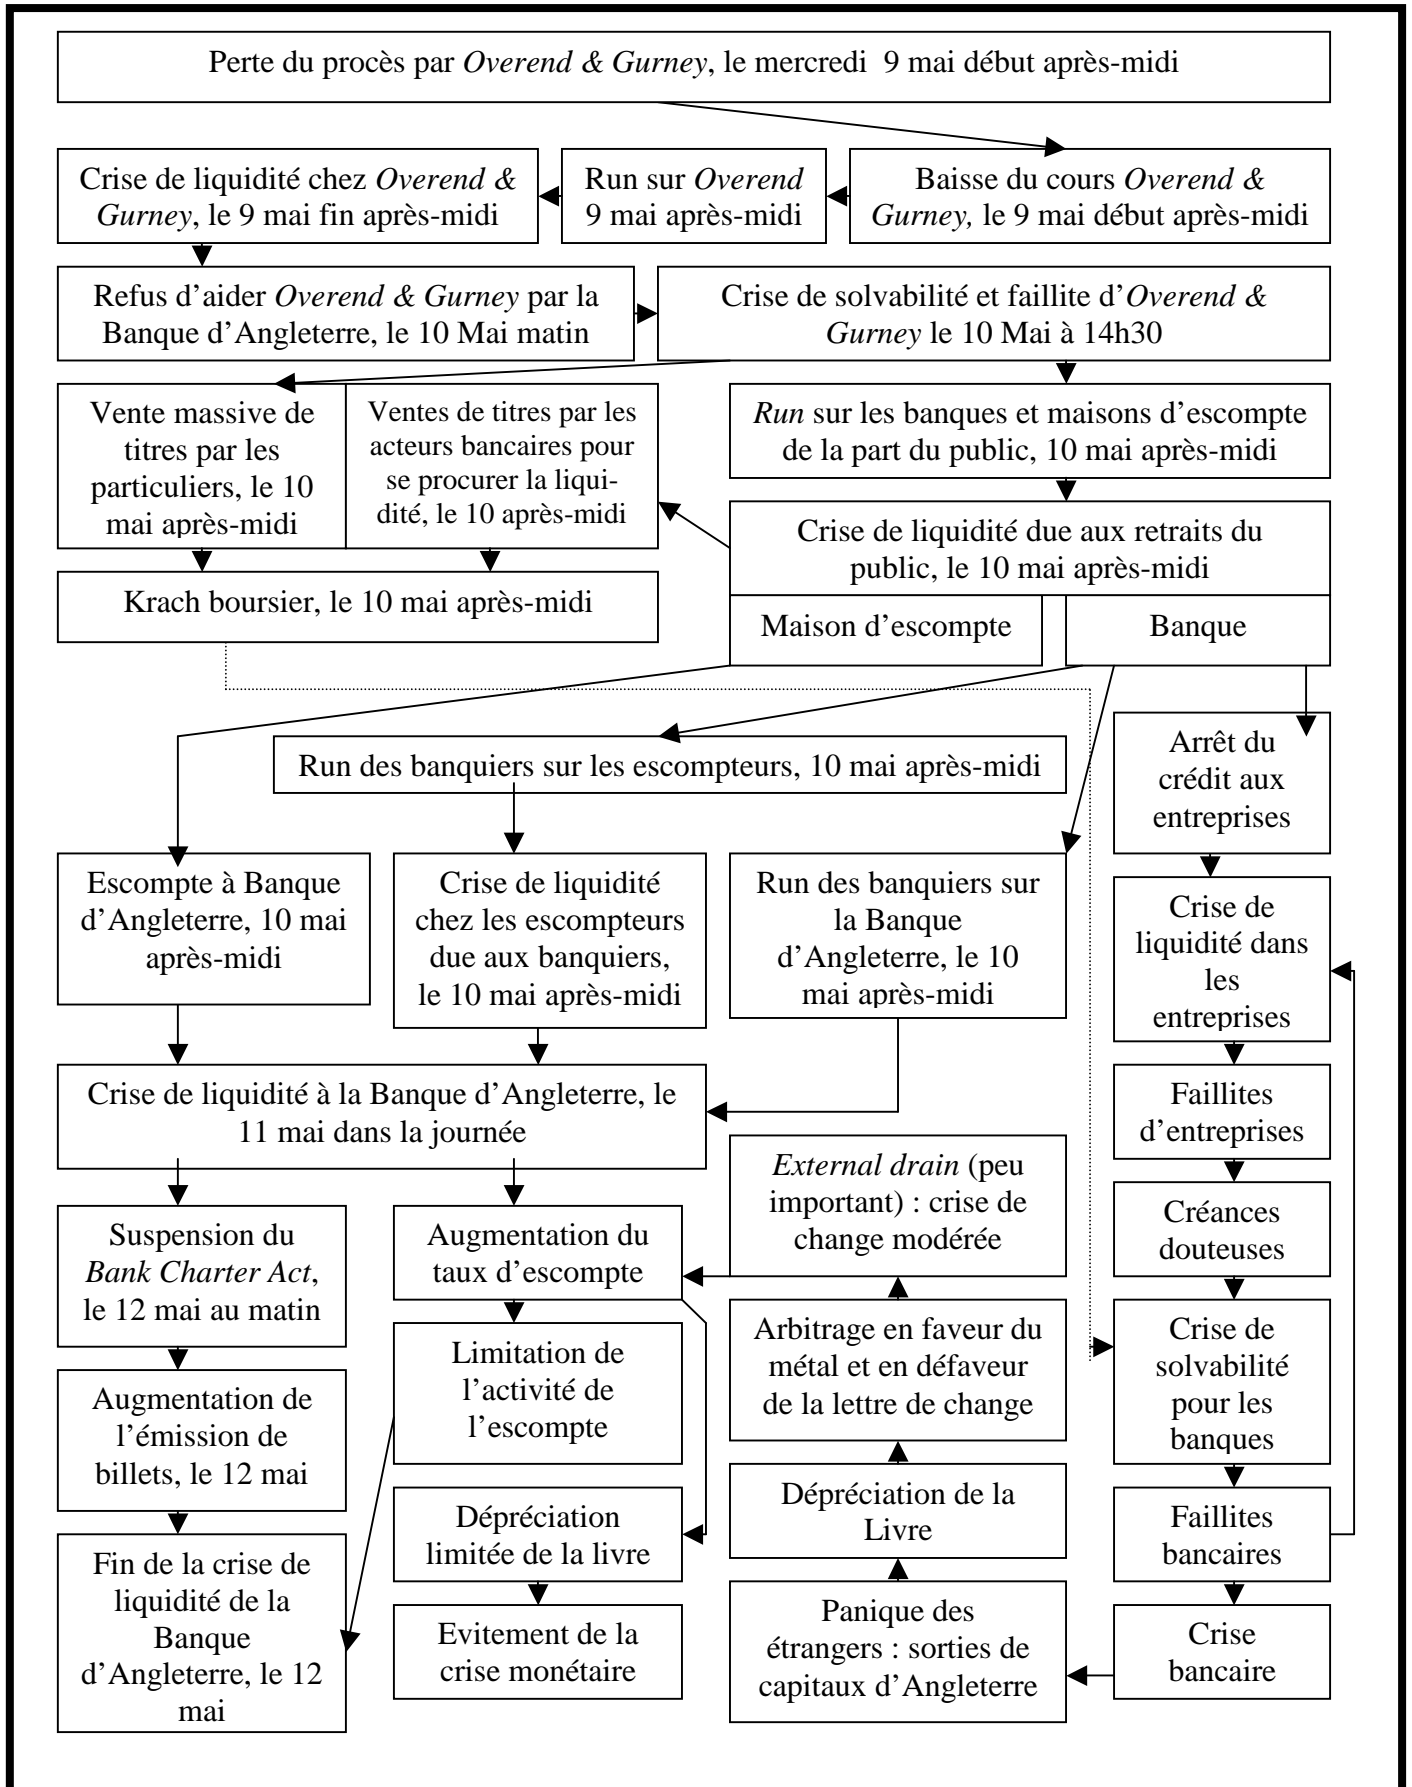 Perte du procès par Overend & Gurney, le mercredi  9 mai début après-midi
Crise de liquidité chez Overend &
Gurney, le 9 mai fin après-midi
Run sur Overend
9 mai après-midi
Baisse du cours Overend &
Gurney, le 9 mai début après-midi
Refus d’aider Overend & Gurney par la
Banque d’Angleterre, le 10 Mai matin
Crise de solvabilité et faillite d’Overend &
Gurney le 10 Mai à 14h30
Vente massive de
titres par les
particuliers, le 10
mai après-midi
Ventes de titres par les
acteurs bancaires pour
se procurer la liqui-
dité, le 10 après-midi
Run sur les banques et maisons d’escompte
de la part du public, 10 mai après-midi
Crise de liquidité due aux retraits du
public, le 10 mai après-midi
Krach boursier, le 10 mai après-midi
Maison d’escompte
Banque
Run des banquiers sur les escompteurs, 10 mai après-midi
Arrêt du
crédit aux
entreprises
Escompte à Banque
d’Angleterre, 10 mai
après-midi
Crise de liquidité
chez les escompteurs
due aux banquiers,
le 10 mai après-midi
Run des banquiers sur
la Banque
d’Angleterre, le 10
mai après-midi
Crise de
liquidité dans
les
entreprises
Crise de liquidité à la Banque d’Angleterre, le
11 mai dans la journée
Faillites
d’entreprises
External drain (peu
important) : crise de
change modérée
Créances
douteuses
Suspension du
Bank Charter Act,
le 12 mai au matin
Augmentation du
taux d’escompte
Arbitrage en faveur du
métal et en défaveur
de la lettre de change
Crise de
solvabilité
pour les
banques
Limitation de
l’activité de
l’escompte
Augmentation de
l’émission de
billets, le 12 mai
Dépréciation de la
Livre
Dépréciation
limitée de la livre
Faillites
bancaires
Fin de la crise de
liquidité de la
Banque
d’Angleterre, le 12
mai
Evitement de la
crise monétaire
Panique des
étrangers : sorties de
capitaux d’Angleterre
Crise
bancaire